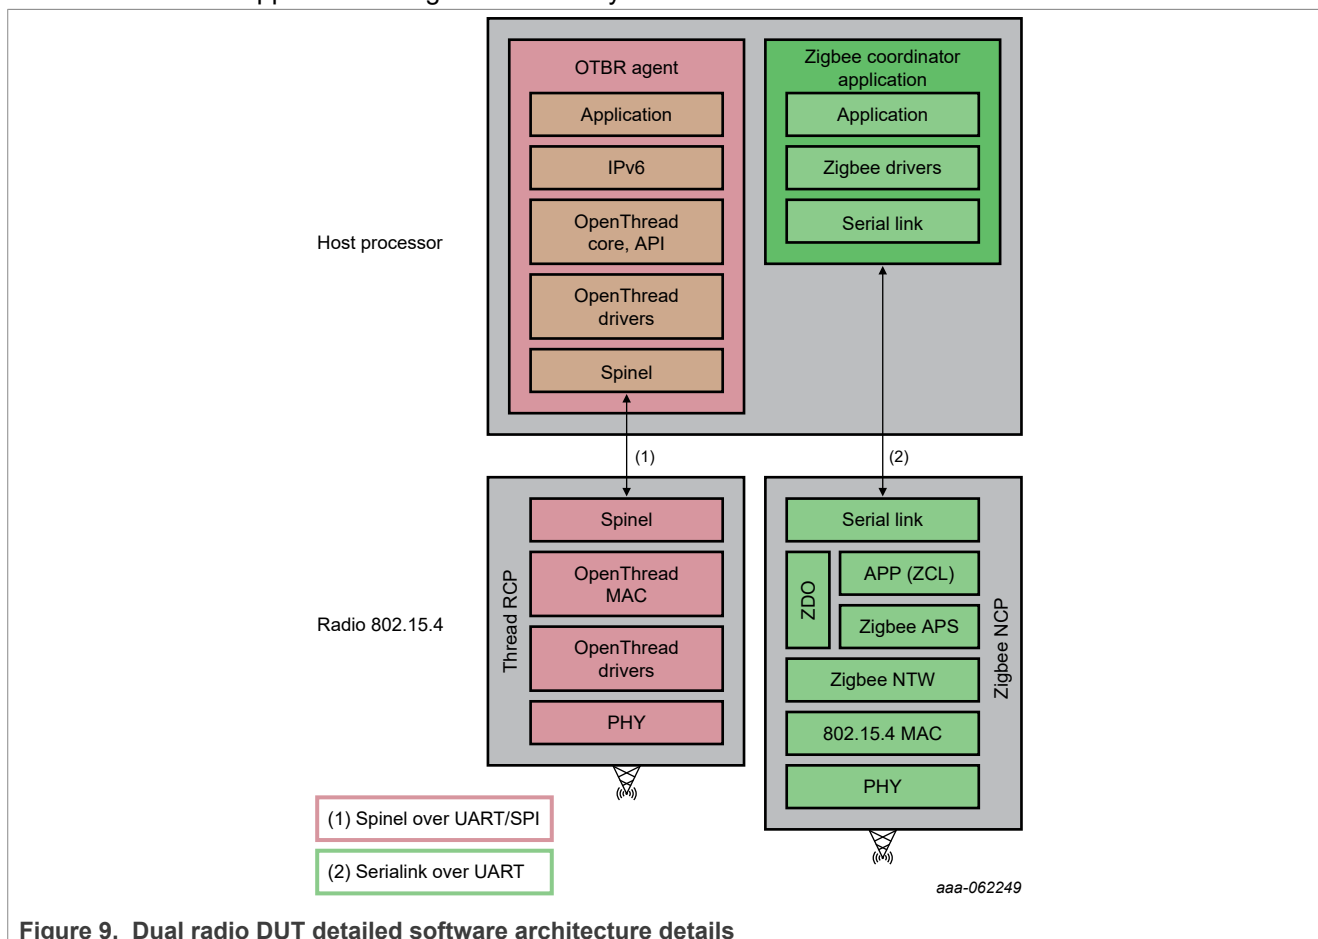 OTBR agent
Application
IPv6
OpenThread
core, API
OpenThread
drivers
Spinel
Zigbee coordinator
application
Application
Zigbee drivers
Serial link
Host processor
(1)
(2)
Thread RCP
Spinel
OpenThread
MAC
OpenThread
drivers
PHY
Radio 802.15.4
Serial link
ZDO
APP (ZCL)
Zigbee APS
Zigbee NTW
802.15.4 MAC
PHY
Zigbee NCP
(1) Spinel over UART/SPI
(2) Serialink over UART
aaa-062249
Figure 9. Dual radio DUT detailed software architecture details